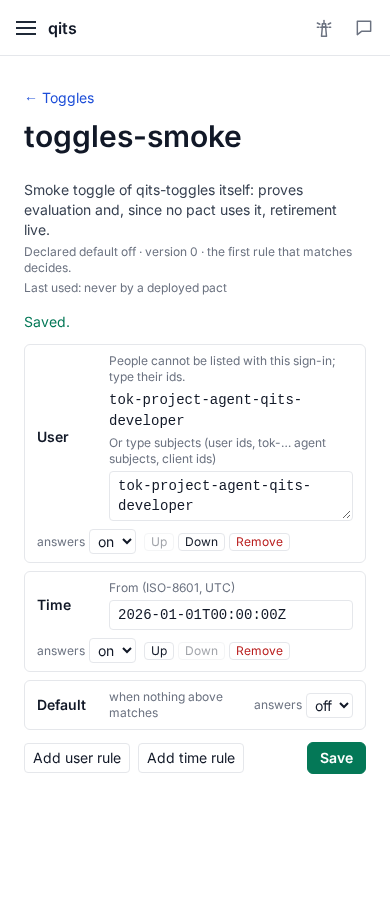 qits
← Toggles
toggles-smoke
Smoke toggle of qits-toggles itself: proves
evaluation and, since no pact uses it, retirement
live.
Declared default off · version 0 · the first rule that matches
decides.
Last used: never by a deployed pact
Saved.
User
People cannot be listed with this sign-in;
type their ids.
tok-project-agent-qits-
developer
Or type subjects (user ids, tok-… agent
subjects, client ids)
tok-project-agent-qits-
developer
answers on Up Down Remove
Time
From (ISO-8601, UTC)
2026-01-01T00:00:00Z
answers on Up Down Remove
Default
when nothing above
matches
answers off
Add user rule Add time rule Save